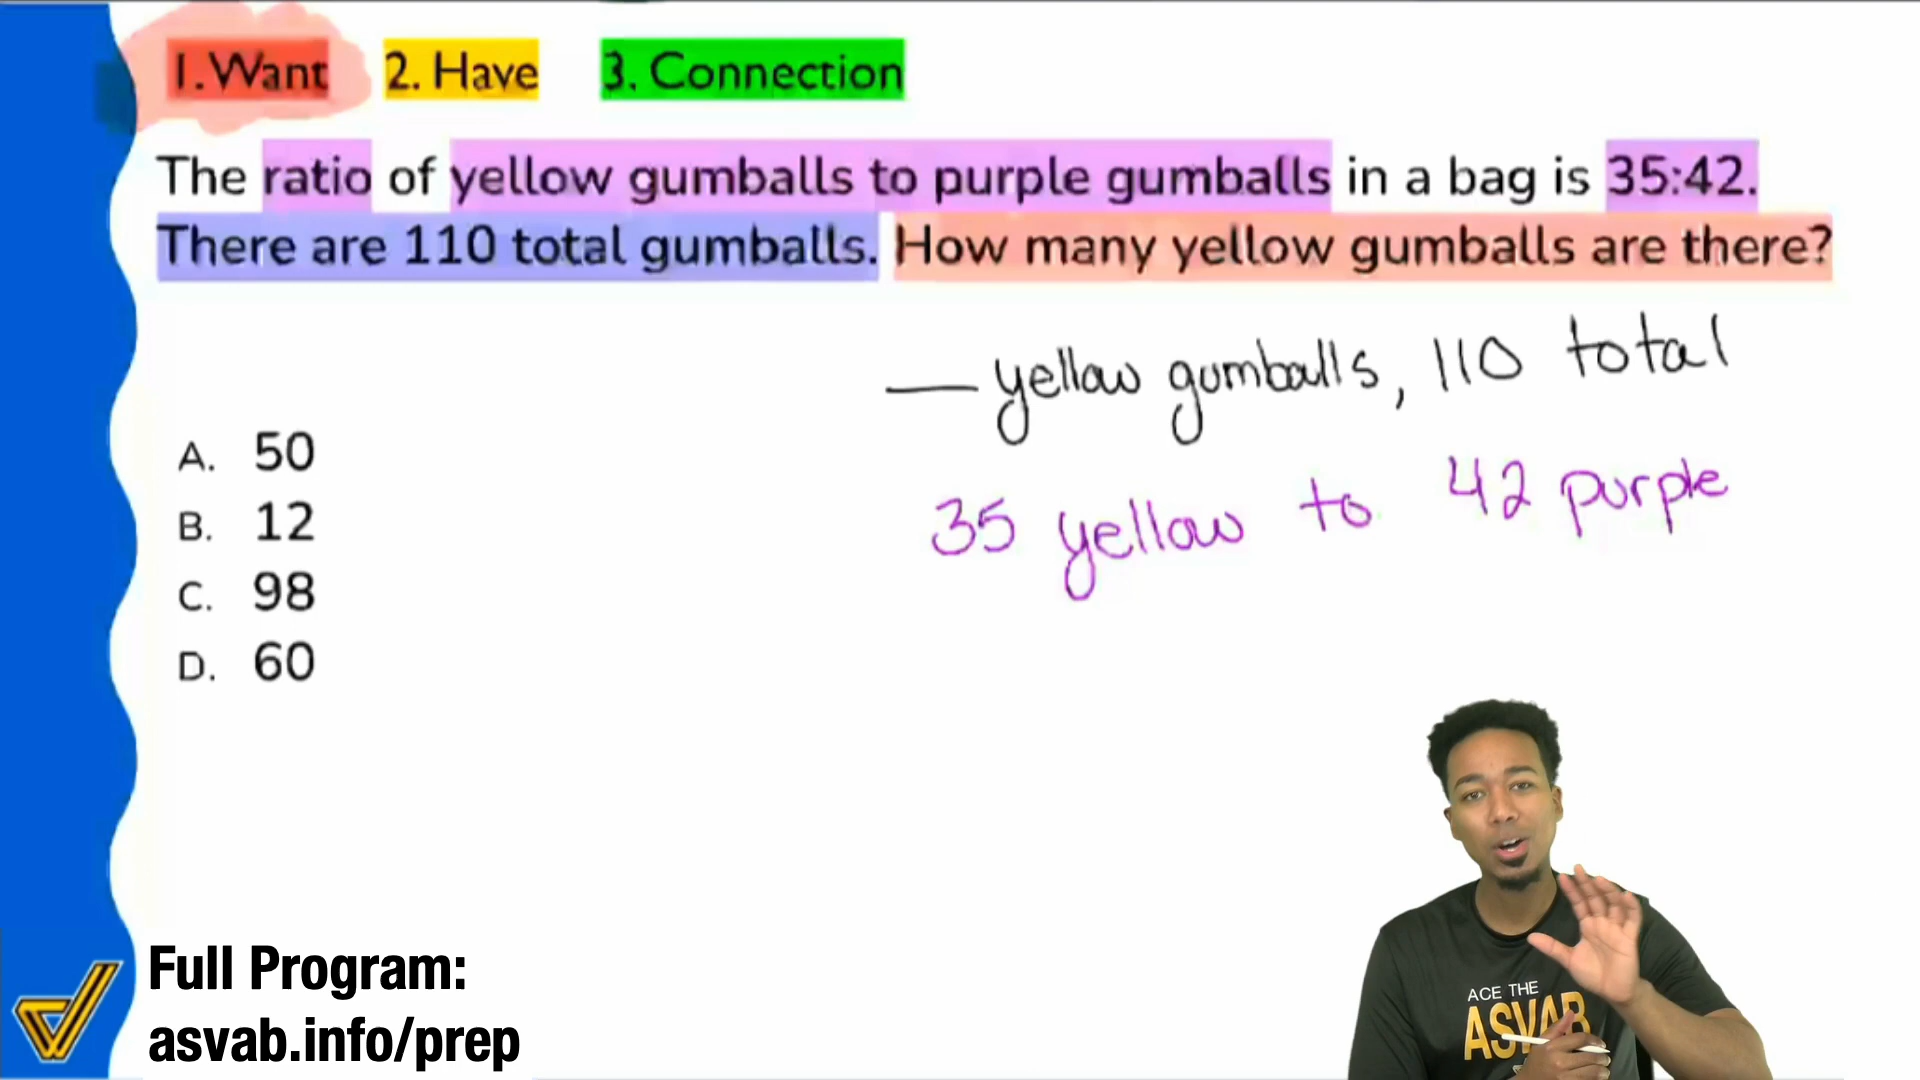 1. Want 2. Have 3. Connection
The ratio of yellow gumballs to purple gumballs in a bag is 35:42.
There are 110 total gumballs. How many yellow gumballs are there?
— yellow gumballs, 110 total
35 yellow to 42 purple
A. 50
B. 12
C. 98
D. 60
Full Program:
asvab.info/prep
ACE THE
ASVAB